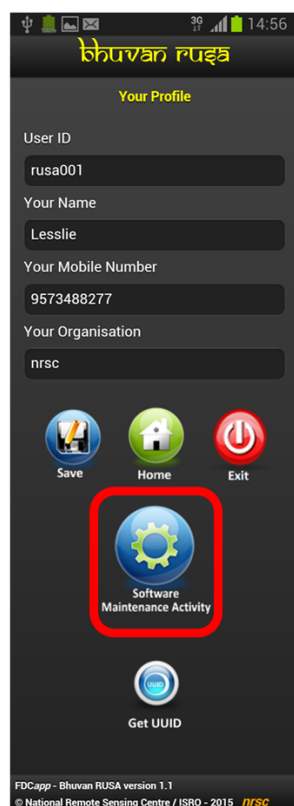 3G 14:56
bhuvan rusa
Your Profile
User ID
rusa001
Your Name
Lesslie
Your Mobile Number
9573488277
Your Organisation
nrsc
Save Home Exit
Software
Maintenance Activity
UUID
Get UUID
FDCapp - Bhuvan RUSA version 1.1
© National Remote Sensing Centre / ISRO - 2015 nrsc